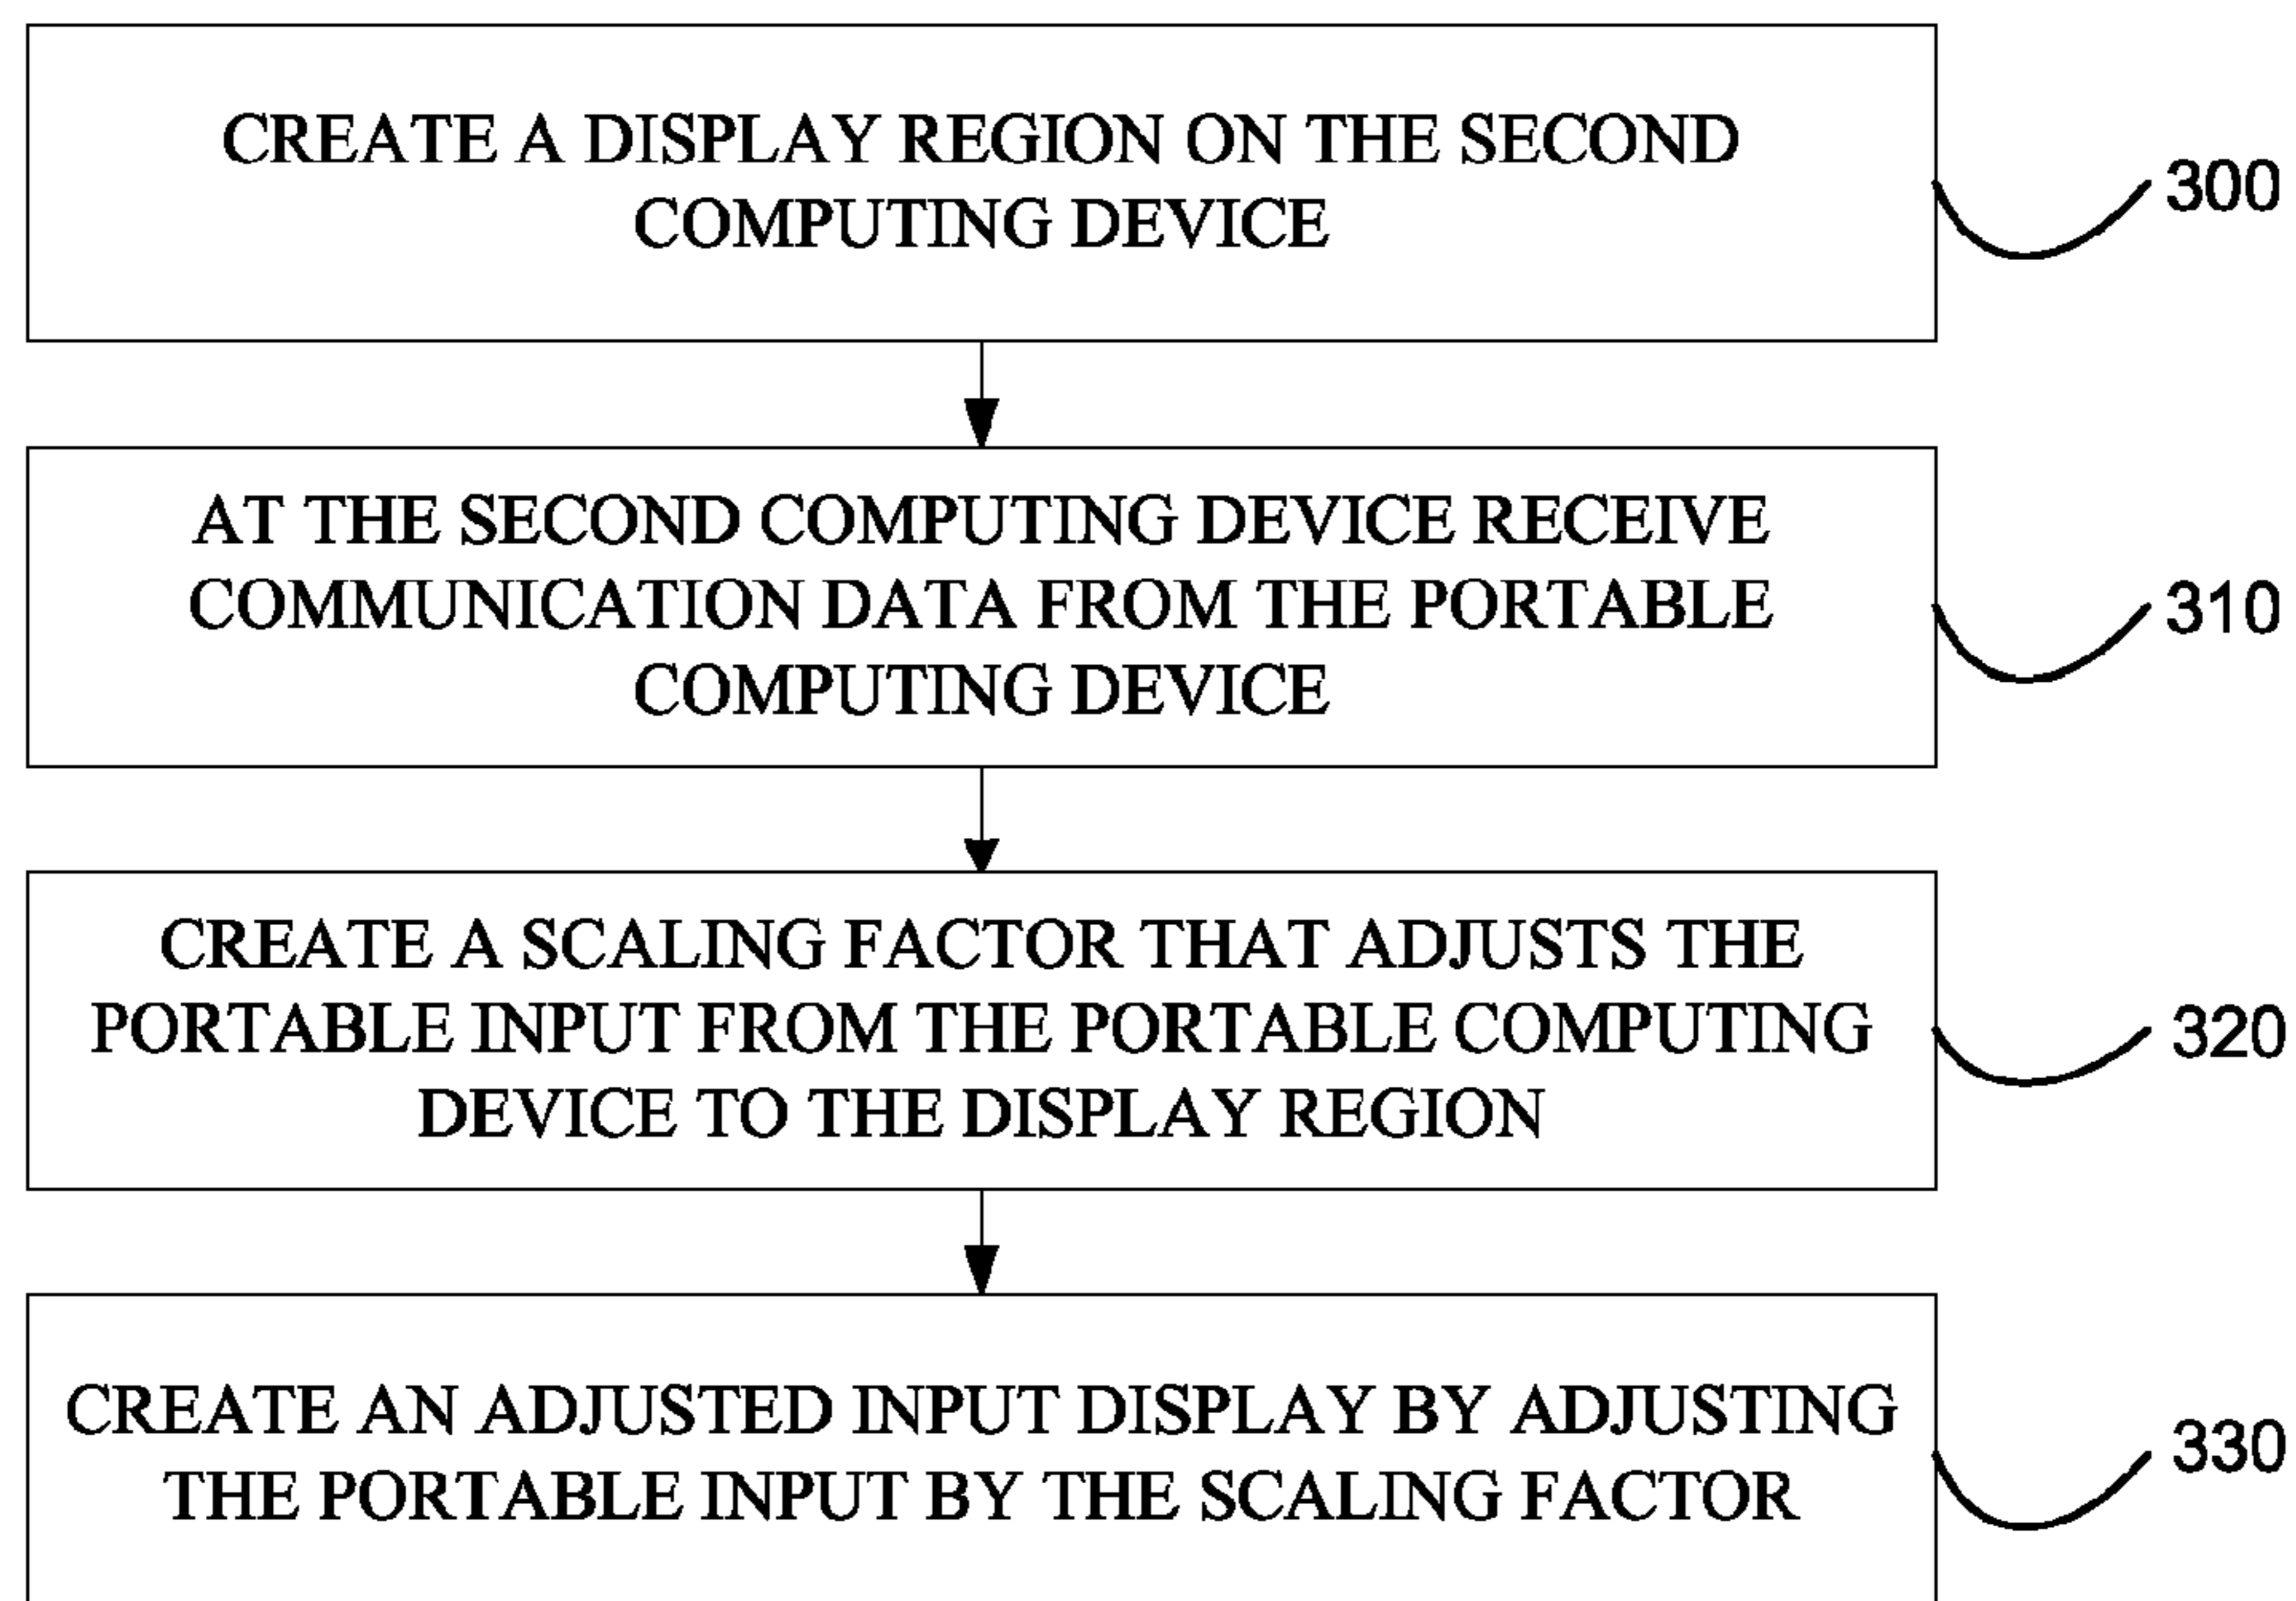 CREATE A DISPLAY REGION ON THE SECOND
COMPUTING DEVICE
300
AT THE SECOND COMPUTING DEVICE RECEIVE
COMMUNICATION DATA FROM THE PORTABLE
COMPUTING DEVICE
310
CREATE A SCALING FACTOR THAT ADJUSTS THE
PORTABLE INPUT FROM THE PORTABLE COMPUTING
DEVICE TO THE DISPLAY REGION
320
CREATE AN ADJUSTED INPUT DISPLAY BY ADJUSTING
THE PORTABLE INPUT BY THE SCALING FACTOR
330